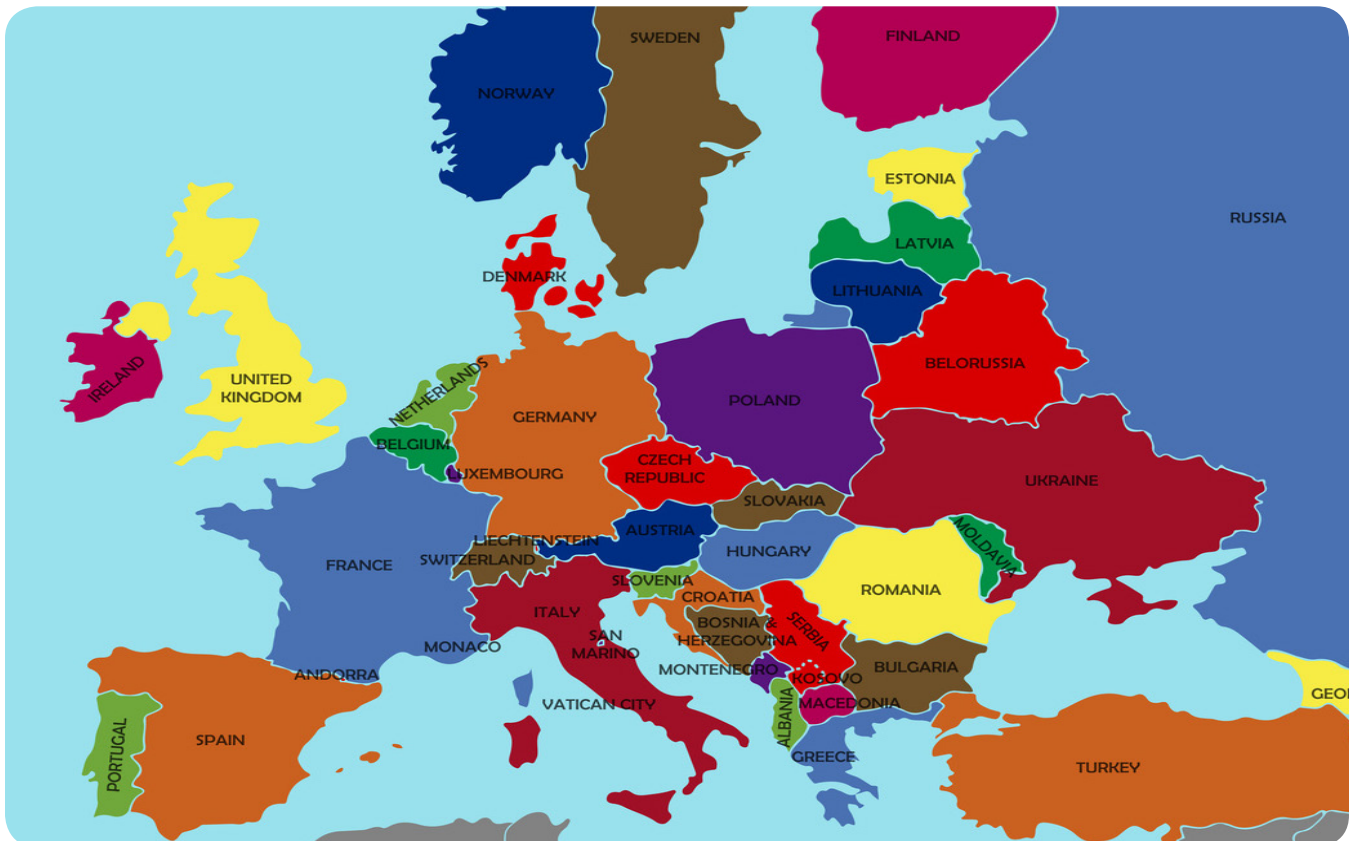 SWEDEN
FINLAND
NORWAY
ESTONIA
RUSSIA
LATVIA
DENMARK
LITHUANIA
IRELAND
UNITED
KINGDOM
NETHERLANDS
BELORUSSIA
POLAND
GERMANY
BELGIUM
LUXEMBOURG
CZECH
REPUBLIC
UKRAINE
SLOVAKIA
AUSTRIA
LIECHTENSTEIN
SWITZERLAND
FRANCE
HUNGARY
MOLDAVIA
SLOVENIA
ROMANIA
CROATIA
ITALY
BOSNIA &
HERZEGOVINA
SERBIA
SAN
MARINO
MONACO
ANDORRA
MONTENEGRO
KOSOVO
BULGARIA
GEO
VATICAN CITY
MACEDONIA
ALBANIA
PORTUGAL
SPAIN
GREECE
TURKEY